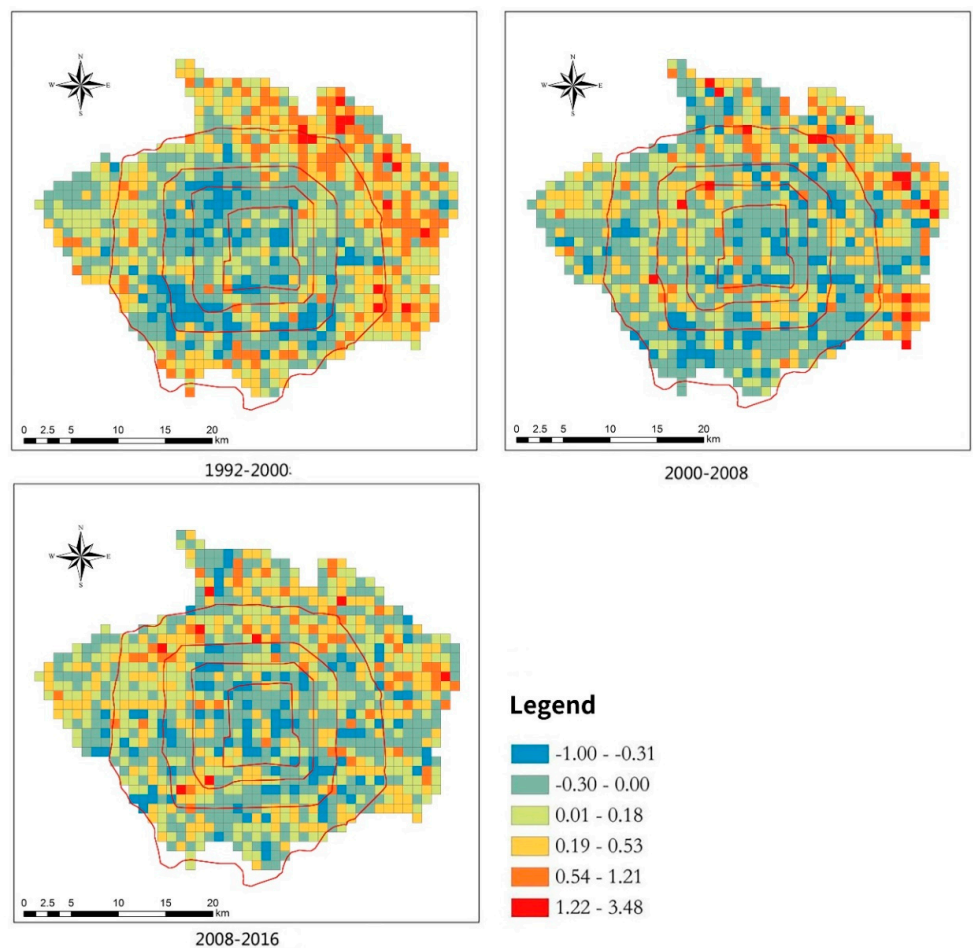 N
W E
S
0 2.5 5 10 15 20
km
1992-2000:
N
W E
S
0 2.5 5 10 15 20
km
2000-2008
N
W E
S
0 2.5 5 10 15 20
km
2008-2016
Legend
-1.00 - -0.31
-0.30 - 0.00
0.01 - 0.18
0.19 - 0.53
0.54 - 1.21
1.22 - 3.48